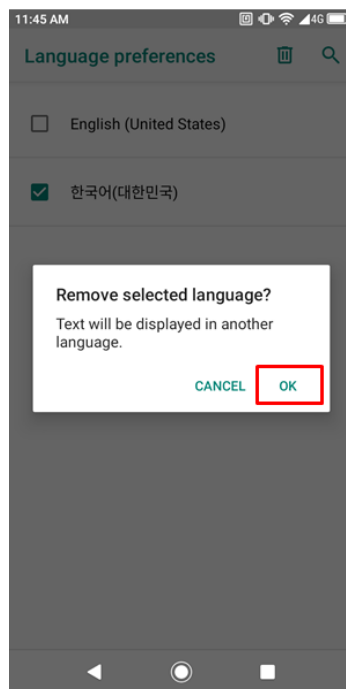 11:45 AM 4G
Language preferences
English (United States)
한국어(대한민국)
Remove selected language?
Text will be displayed in another
language.
CANCEL OK